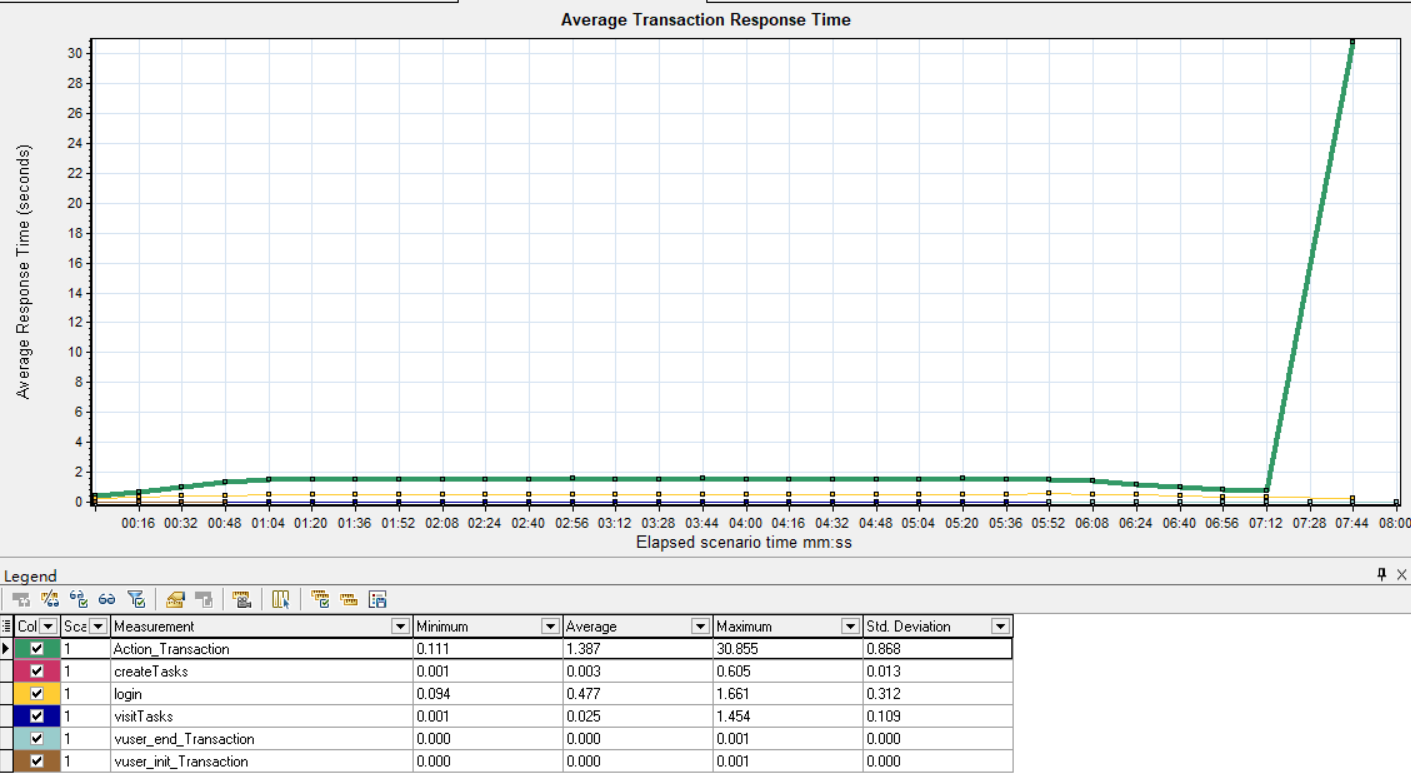 Average Transaction Response Time
Average Response Time (seconds)
30
28
26
24
22
20
18
16
14
12
10
8
6
4
2
0
00:16 00:32 00:48 01:04 01:20 01:36 01:52 02:08 02:24 02:40 02:56 03:12 03:28 03:44 04:00 04:16 04:32 04:48 05:04 05:20 05:36 05:52 06:08 06:24 06:40 06:56 07:12 07:28 07:44 08:00
Elapsed scenario time mm:ss
Legend
Col Sca Measurement Minimum Average Maximum Std. Deviation
1 Action_Transaction 0.111 1.387 30.855 0.868
1 createTasks 0.001 0.003 0.605 0.013
1 login 0.094 0.477 1.661 0.312
1 visitTasks 0.001 0.025 1.454 0.109
1 vuser_end_Transaction 0.000 0.000 0.001 0.000
1 vuser_init_Transaction 0.000 0.000 0.001 0.000